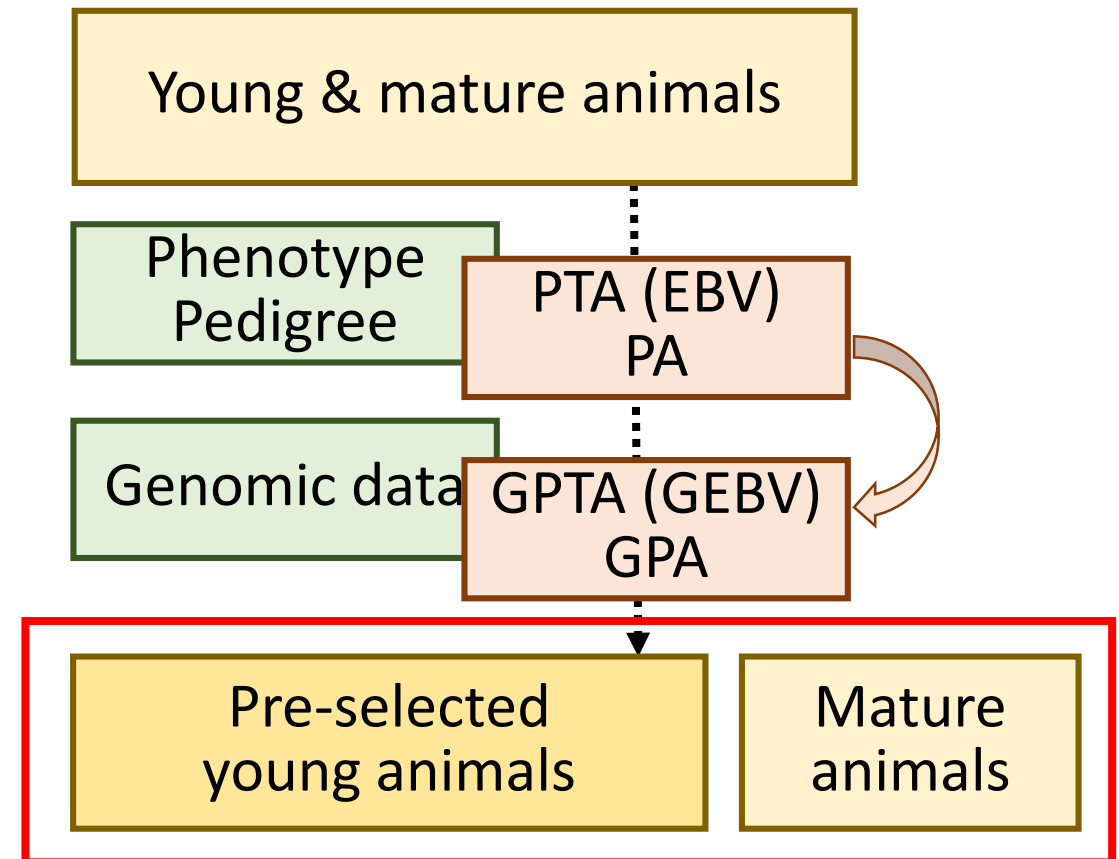 Young & mature animals
Phenotype
Pedigree
PTA (EBV)
PA
Genomic data
GPTA (GEBV)
GPA
Pre-selected
young animals
Mature
animals